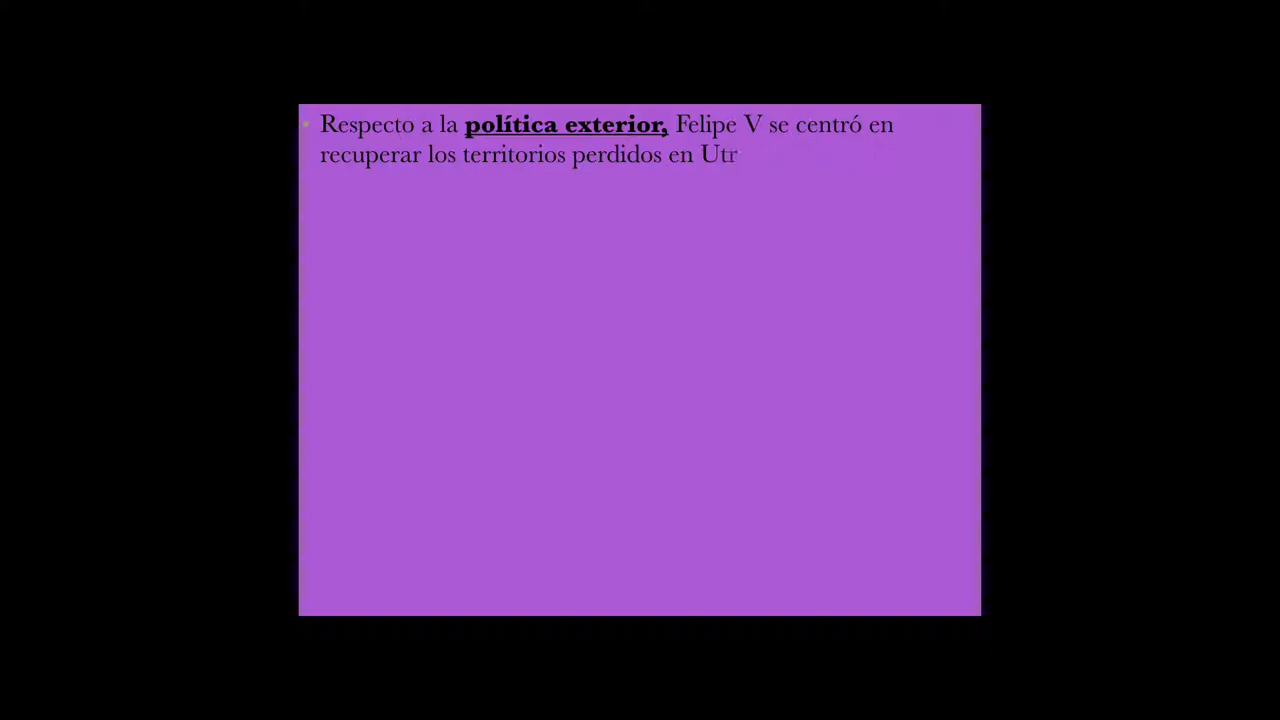 • Respecto a la política exterior, Felipe V se centró en
recuperar los territorios perdidos en Utr